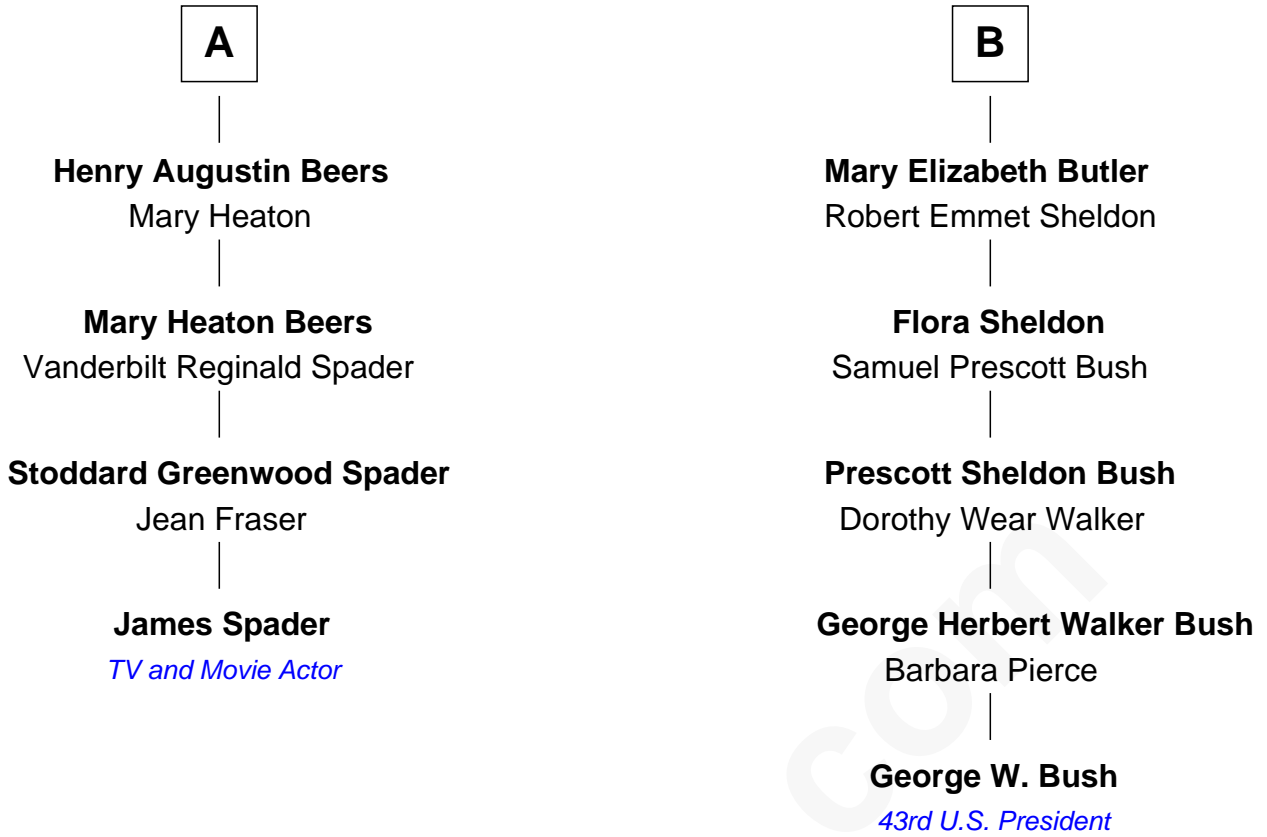 A
Henry Augustin Beers
Mary Heaton
Mary Heaton Beers
Vanderbilt Reginald Spader
Stoddard Greenwood Spader
Jean Fraser
James Spader
TV and Movie Actor
B
Mary Elizabeth Butler
Robert Emmet Sheldon
Flora Sheldon
Samuel Prescott Bush
Prescott Sheldon Bush
Dorothy Wear Walker
George Herbert Walker Bush
Barbara Pierce
George W. Bush
43rd U.S. President
com